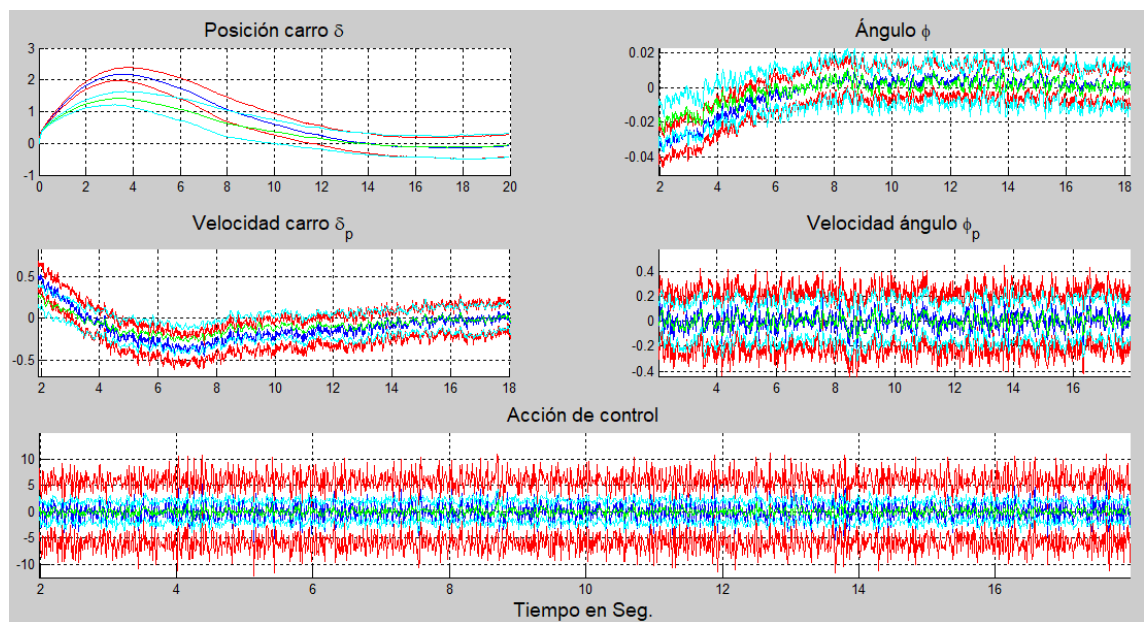 Posición carro δ
3
2
1
0
-1
0 2 4 6 8 10 12 14 16 18 20
Ángulo ϕ
0.02
0
-0.02
-0.04
2 4 6 8 10 12 14 16 18
Velocidad carro δp
0.5
0
-0.5
2 4 6 8 10 12 14 16 18
Velocidad ángulo ϕp
0.4
0.2
0
-0.2
-0.4
4 6 8 10 12 14 16
Acción de control
10
5
0
-5
-10
2 4 6 8 10 12 14 16
Tiempo en Seg.